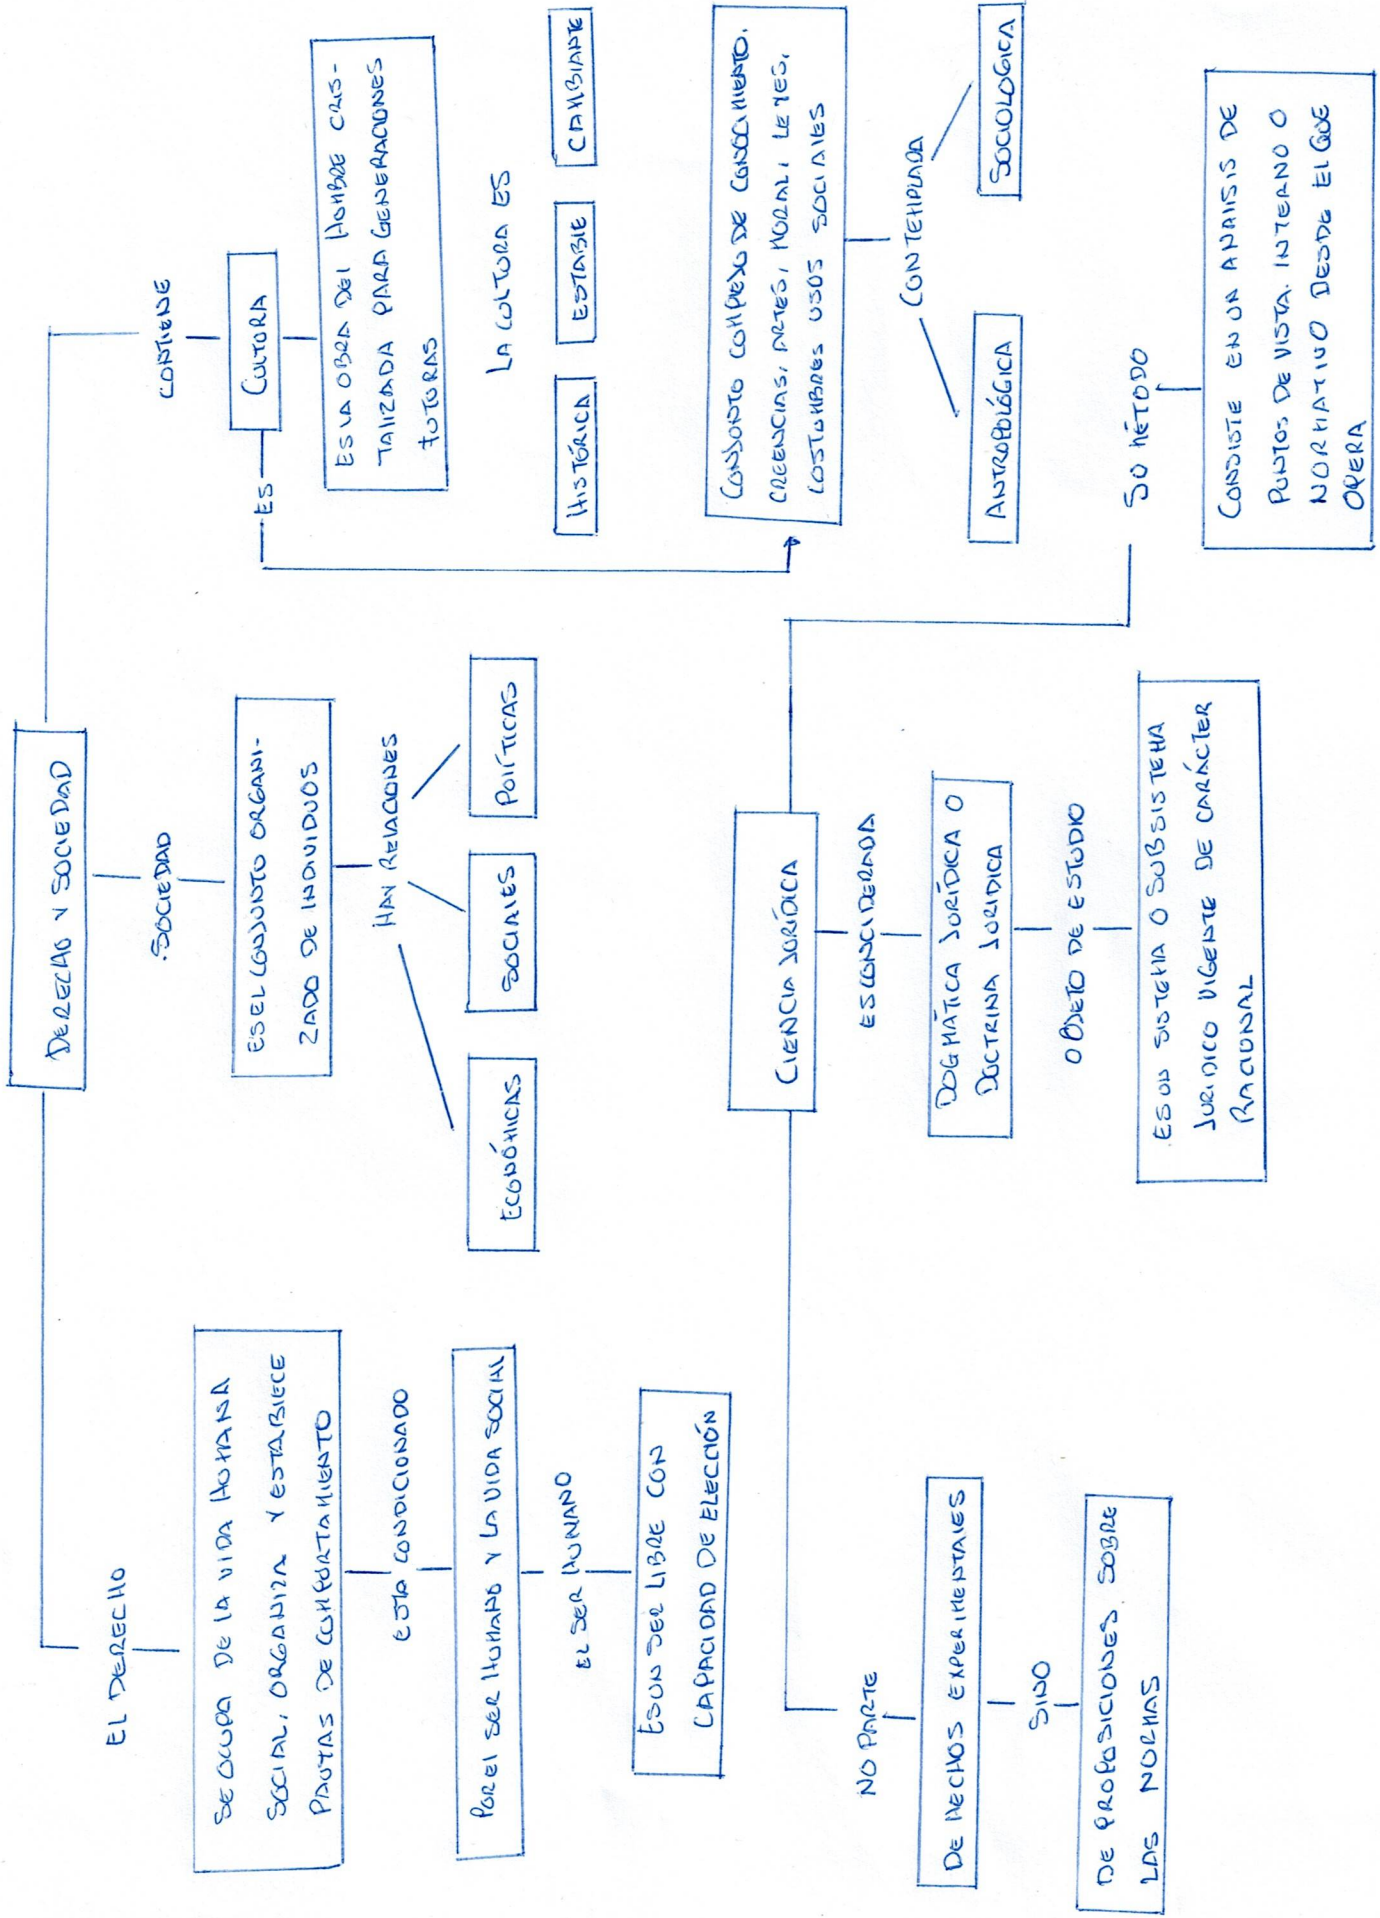 DERECHO Y SOCIEDAD
EL DERECHO
SE OCUPA DE LA VIDA HUMANA
SOCIAL, ORGANIZA Y ESTABLECE
PAUTAS DE COMPORTAMIENTO
ESTA CONDICIONADO
POR EL SER HUMANO Y LA VIDA SOCIAL
EL SER HUMANO
ES UN SER LIBRE CON
CAPACIDAD DE ELECCIÓN
SOCIEDAD
ES EL CONJUNTO ORGANI-
ZADO DE INDIVIDUOS
HAY RELACIONES
ECONÓMICAS
SOCIALES
POLÍTICAS
CONTIENE
CULTURA
ES
ES LA OBRA DEL HOMBRE CRIS-
TALIZADA PARA GENERACIONES
FUTURAS
LA CULTURA ES
HISTÓRICA
ESTABLE
CAMBIANTE
CONJUNTO COMPLEJO DE CONOCIMIENTO,
CREENCIAS, ARTES, MORAL, LEYES,
COSTUMBRES USOS SOCIALES
CONTEMPLADA
ANTROPOLÓGICA
SOCIOLOGICA
CIENCIA JURÍDICA
NO PARTE
DE HECHOS EXPERIMENTALES
SINO
DE PROPOSICIONES SOBRE
LAS NORMAS
ES CONCIDERADA
DOGMÁTICA JURÍDICA O
DOCTRINA JURIDICA
OBJETO DE ESTUDIO
ES UN SISTEMA O SUBSISTEMA
JURIDICO VIGENTE DE CARÁCTER
RACIONAL
SU MÉTODO
CONSISTE EN UN ANALISIS DE
PUNTOS DE VISTA INTERNO O
NORMATIVO DESDE EL QUE
OPERA